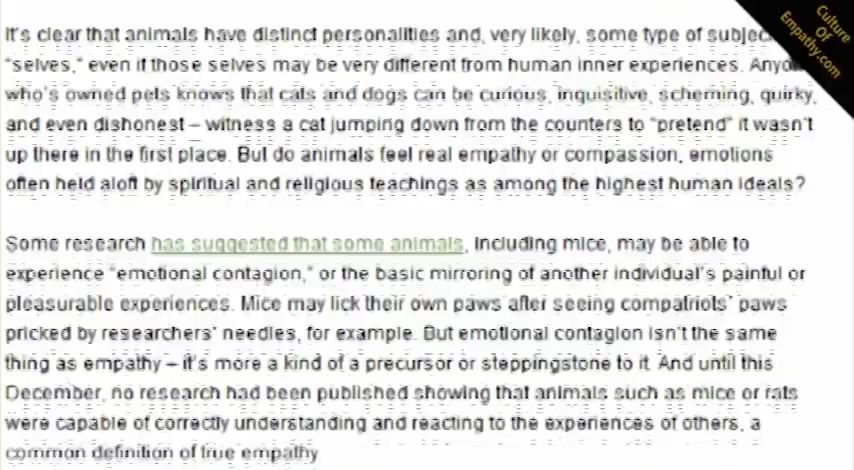 It's clear that animals have distinct personalities and, very likely, some type of subjec
"selves," even if those selves may be very different from human inner experiences. Anyo
who's owned pets knows that cats and dogs can be curious, inquisitive, scheming, quirky,
and even dishonest – witness a cat jumping down from the counters to "pretend" it wasn't
up there in the first place. But do animals feel real empathy or compassion, emotions
often held aloft by spiritual and religious teachings as among the highest human ideals?
Some research has suggested that some animals, including mice, may be able to
experience "emotional contagion," or the basic mirroring of another individual's painful or
pleasurable experiences. Mice may lick their own paws after seeing compatriots' paws
pricked by researchers' needles, for example. But emotional contagion isn't the same
thing as empathy – it's more a kind of a precursor or steppingstone to it. And until this
December, no research had been published showing that animals such as mice or rats
were capable of correctly understanding and reacting to the experiences of others, a
common definition of true empathy
Culture
Of
Empathy.com